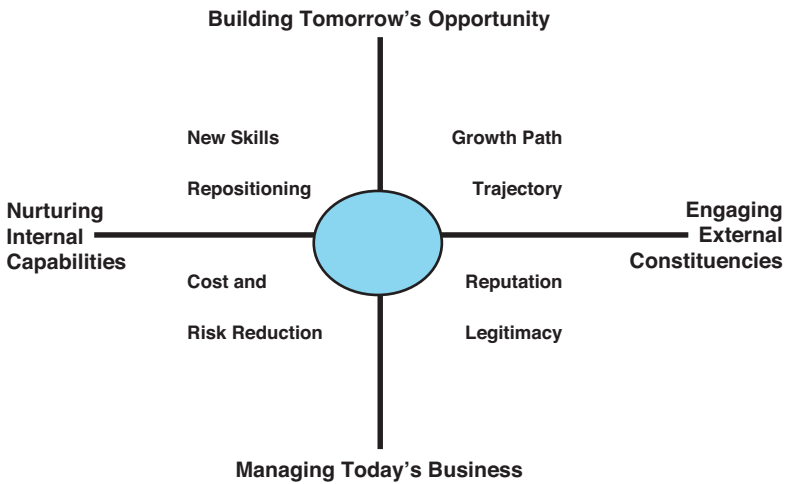 Building Tomorrow’s Opportunity
New Skills
Growth Path
Repositioning
Trajectory
Nurturing
Internal
Capabilities
Engaging
External
Constituencies
Cost and
Reputation
Risk Reduction
Legitimacy
Managing Today’s Business